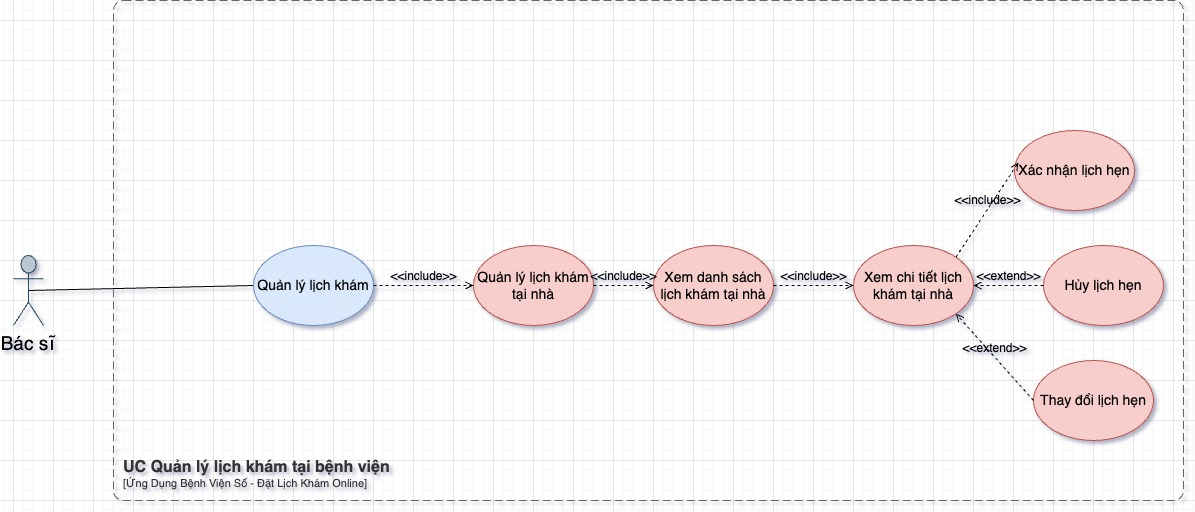 Xác nhận lịch hẹn
<<include>>
Quản lý lịch khám
<<include>>
Quản lý lịch khám
tại nhà
<<include>>
Xem danh sách
lịch khám tại nhà
<<include>>
Xem chi tiết lịch
khám tại nhà
<<extend>>
Hủy lịch hẹn
Bác sĩ
<<extend>>
Thay đổi lịch hẹn
UC Quản lý lịch khám tại bệnh viện
[Ứng Dụng Bệnh Viện Số - Đặt Lịch Khám Online]